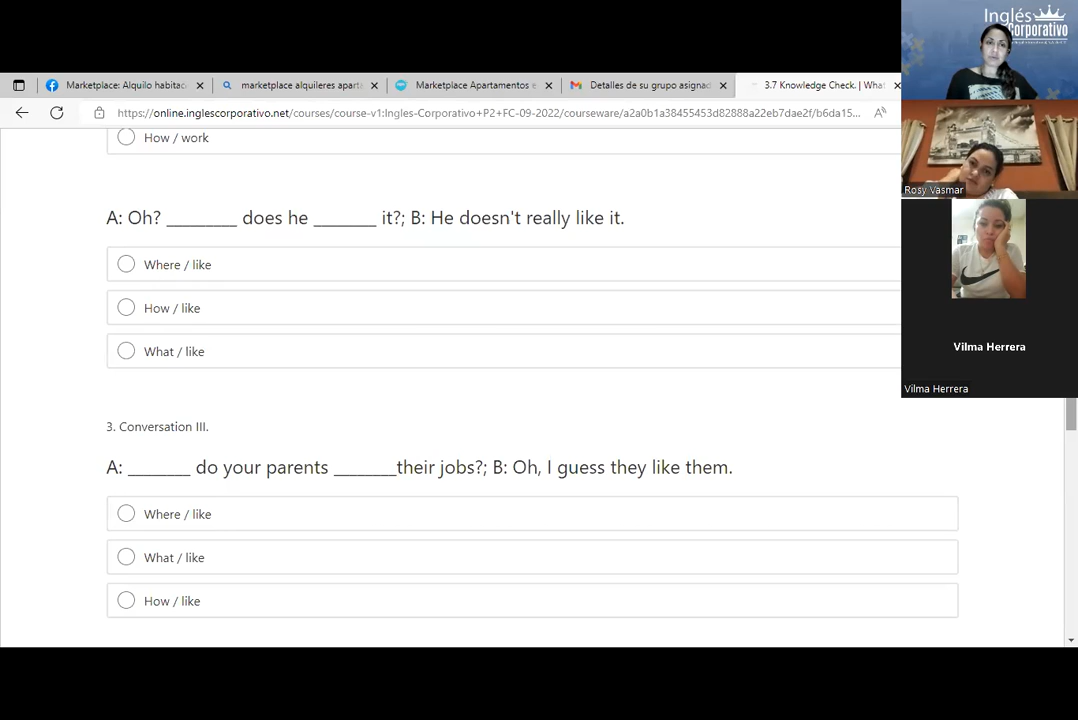 Inglés
Corporativo
Marketplace: Alquilo habitac
marketplace alquileres apart
Marketplace Apartamentos e
Detalles de su grupo asignad
3.7 Knowledge Check. | What
https://online.inglescorporativo.net/courses/course-v1:Ingles-Corporativo+P2+FC-09-2022/courseware/a2a0b1a38455453d82888a22eb7dae2f/b6da15...
How / work
Rosy Vasmar
A: Oh? ________ does he _______ it?; B: He doesn't really like it.
Where / like
How / like
What / like
Vilma Herrera
Vilma Herrera
3. Conversation III.
A: _______ do your parents _______their jobs?; B: Oh, I guess they like them.
Where / like
What / like
How / like